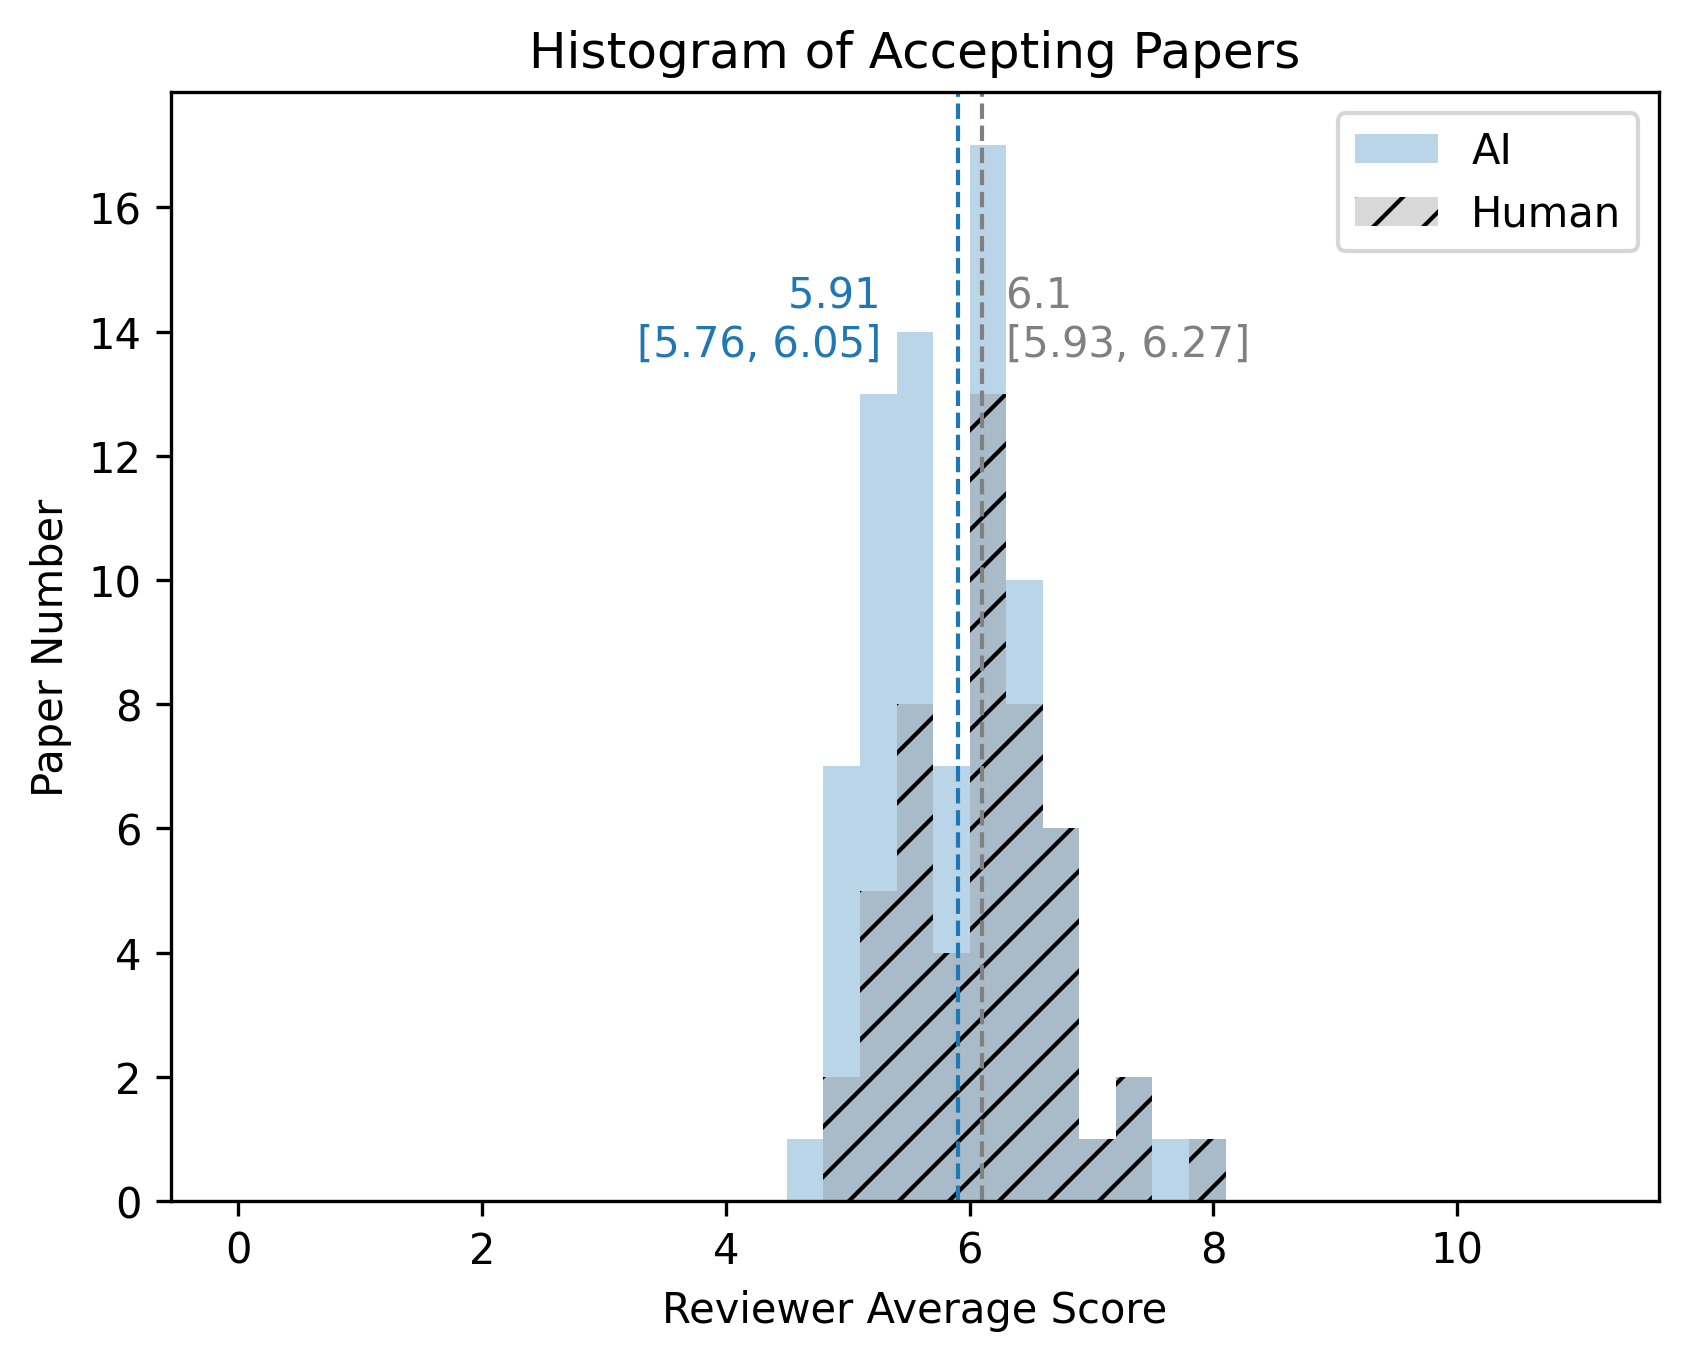 Histogram of Accepting Papers
AI
Human
5.91
[5.76, 6.05]
6.1
[5.93, 6.27]
Paper Number
16
14
12
10
8
6
4
2
0
0 2 4 6 8 10
Reviewer Average Score